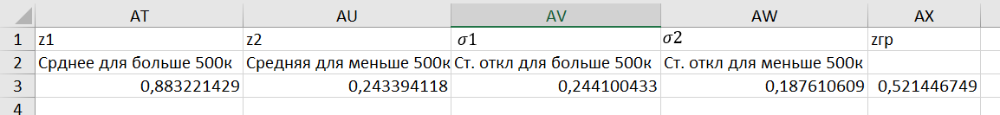 AT AU AV AW AX
1 z1 z2 𝜎1 𝜎2 zгр
2 Срднее для больше 500к Средняя для меньше 500к Ст. откл для больше 500к Ст. откл для меньше 500к
3 0,883221429 0,243394118 0,244100433 0,187610609 0,521446749
4